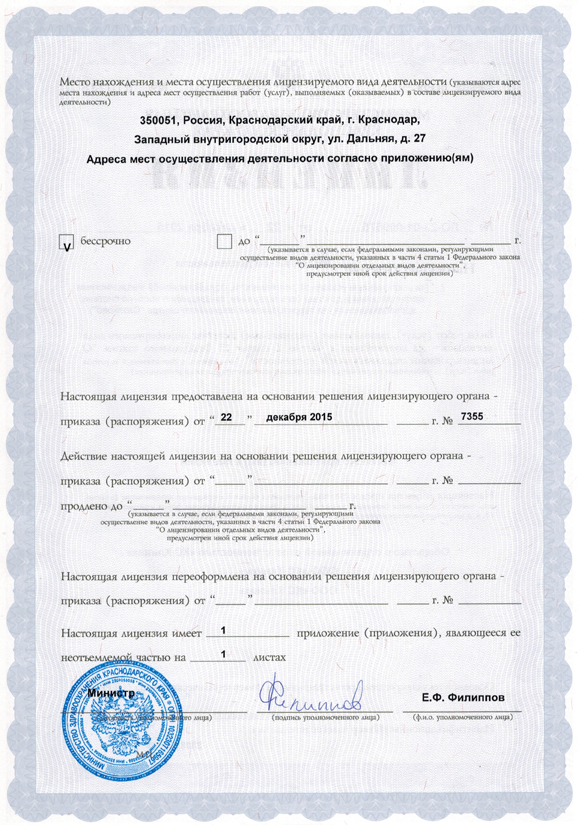 Место нахождения и места осуществления лицензируемого вида деятельности (указываются адрес
места нахождения и адреса мест осуществления работ (услуг), выполняемых (оказываемых) в составе лицензируемого вида
деятельности)
350051, Россия, Краснодарский край, г. Краснодар,
Западный внутригородской округ, ул. Дальняя, д. 27
Адреса мест осуществления деятельности согласно приложению(ям)
V бессрочно до “ ” г.
(указывается в случае, если федеральными законами, регулирующими
осуществление видов деятельности, указанных в части 4 статьи 1 Федерального закона
“О лицензировании отдельных видов деятельности”,
предусмотрен иной срок действия лицензии)
Настоящая лицензия предоставлена на основании решения лицензирующего органа -
приказа (распоряжения) от “ 22 ” декабря 2015 г. № 7355
Действие настоящей лицензии на основании решения лицензирующего органа -
приказа (распоряжения) от “ ” г. №
продлено до “ ” г.
(указывается в случае, если федеральными законами, регулирующими
осуществление видов деятельности, указанных в части 4 статьи 1 Федерального закона
“О лицензировании отдельных видов деятельности”,
предусмотрен иной срок действия лицензии)
Настоящая лицензия переоформлена на основании решения лицензирующего органа -
приказа (распоряжения) от “ ” г. №
Настоящая лицензия имеет 1 приложение (приложения), являющееся ее
неотъемлемой частью на 1 листах
Министр Филиппов Е.Ф. Филиппов
(должность уполномоченного лица) (подпись уполномоченного лица) (ф.и.о. уполномоченного лица)
МИНИСТЕРСТВО ЗДРАВООХРАНЕНИЯ КРАСНОДАРСКОГО КРАЯ